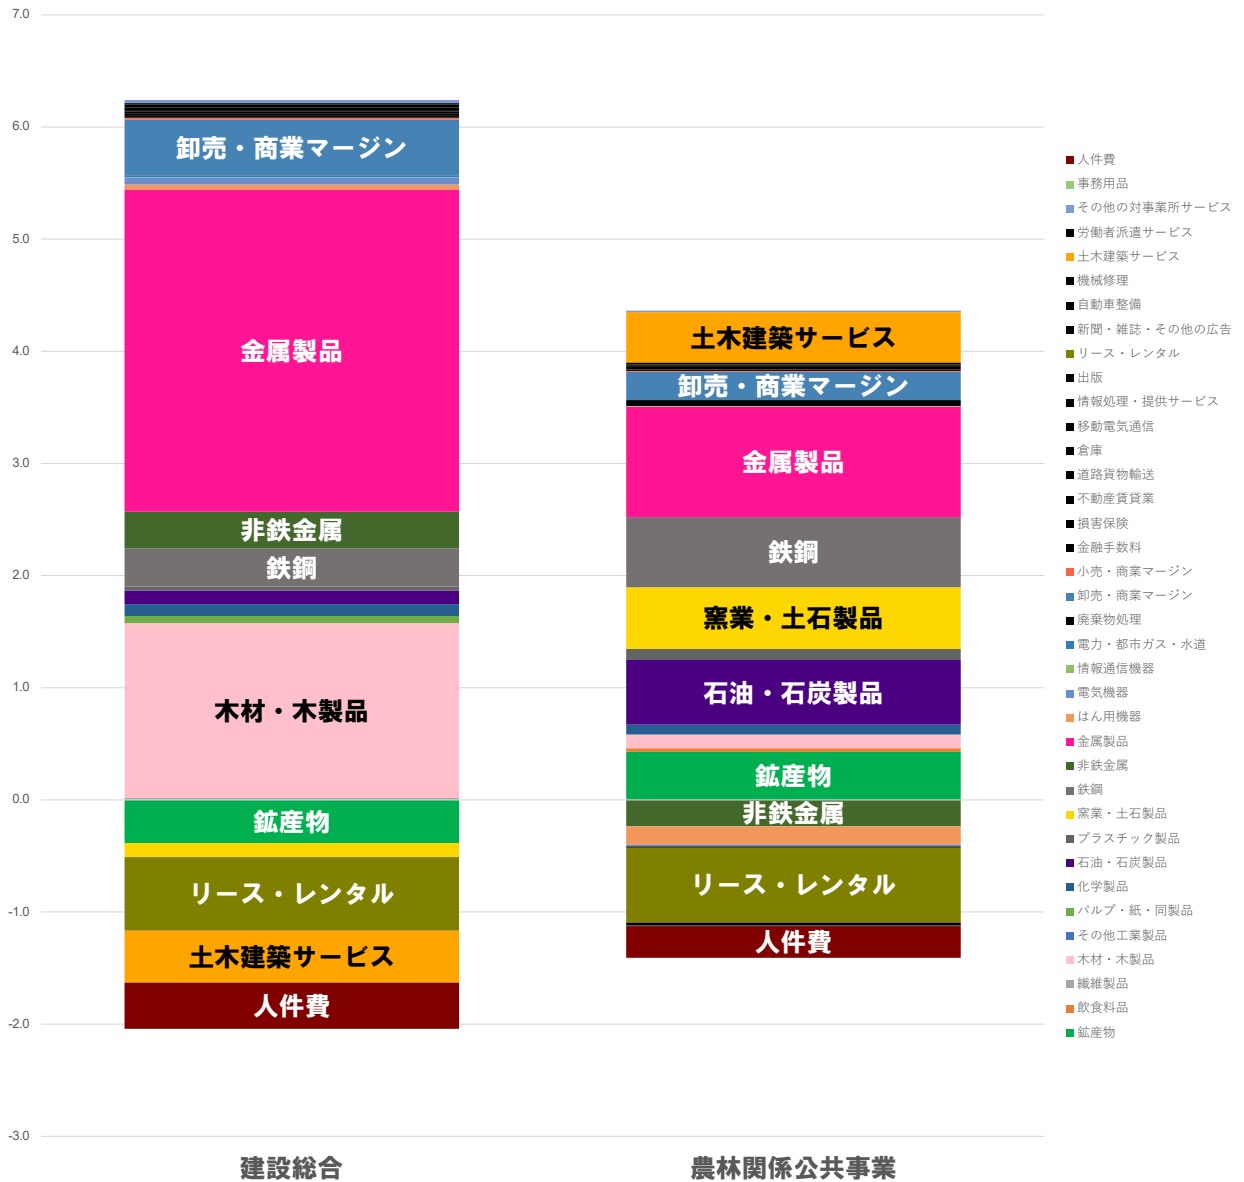 7.0
6.0
5.0
4.0
3.0
2.0
1.0
0.0
-1.0
-2.0
-3.0
卸売・商業マージン
金属製品
非鉄金属
鉄鋼
木材・木製品
鉱産物
リース・レンタル
土木建築サービス
人件費
建設総合
土木建築サービス
卸売・商業マージン
金属製品
鉄鋼
窯業・土石製品
石油・石炭製品
鉱産物
非鉄金属
リース・レンタル
人件費
農林関係公共事業
人件費
事務用品
その他の対事業所サービス
労働者派遣サービス
土木建築サービス
機械修理
自動車整備
新聞・雑誌・その他の広告
リース・レンタル
出版
情報処理・提供サービス
移動電気通信
倉庫
道路貨物輸送
不動産賃貸業
損害保険
金融手数料
小売・商業マージン
卸売・商業マージン
廃棄物処理
電力・都市ガス・水道
情報通信機器
電気機器
はん用機器
金属製品
非鉄金属
鉄鋼
窯業・土石製品
プラスチック製品
石油・石炭製品
化学製品
パルプ・紙・同製品
その他工業製品
木材・木製品
繊維製品
飲食料品
鉱産物